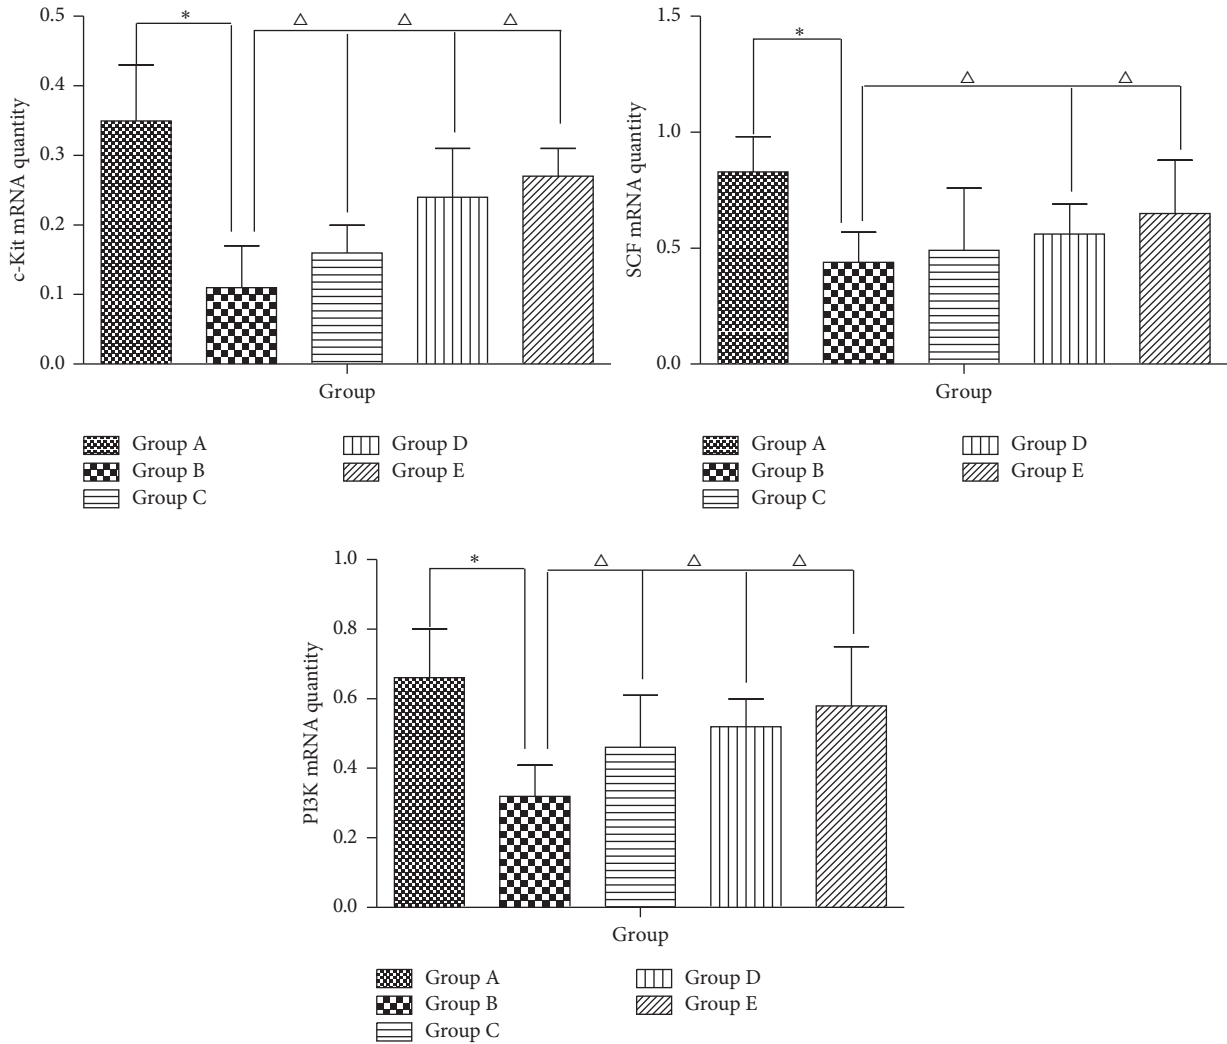 c-Kit mRNA quantity
0.5
0.4
0.3
0.2
0.1
0.0
*
△ △ △
Group
Group A
Group B
Group C
Group D
Group E
SCF mRNA quantity
1.5
1.0
0.5
0.0
*
△ △
Group
Group A
Group B
Group C
Group D
Group E
PI3K mRNA quantity
1.0
0.8
0.6
0.4
0.2
0.0
*
△ △ △
Group
Group A
Group B
Group C
Group D
Group E